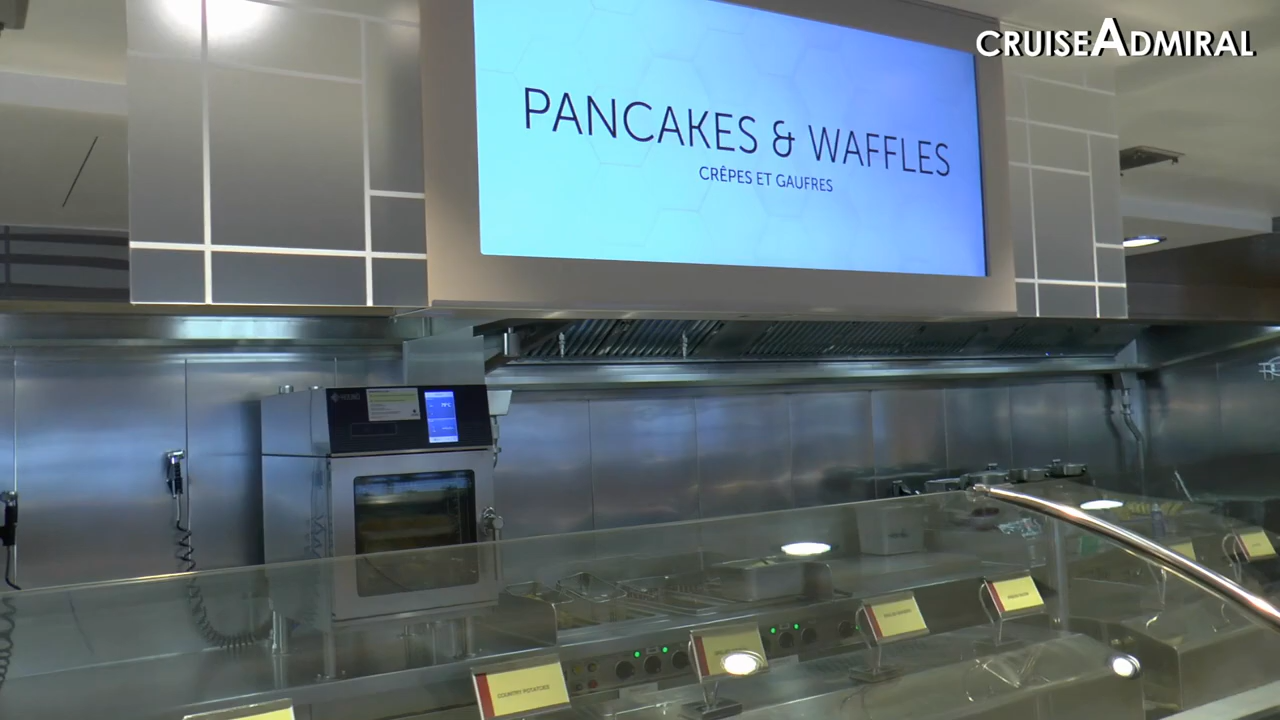 CRUISEADMIRAL
PANCAKES & WAFFLES
CRÊPES ET GAUFRES
COUNTRY POTATOES